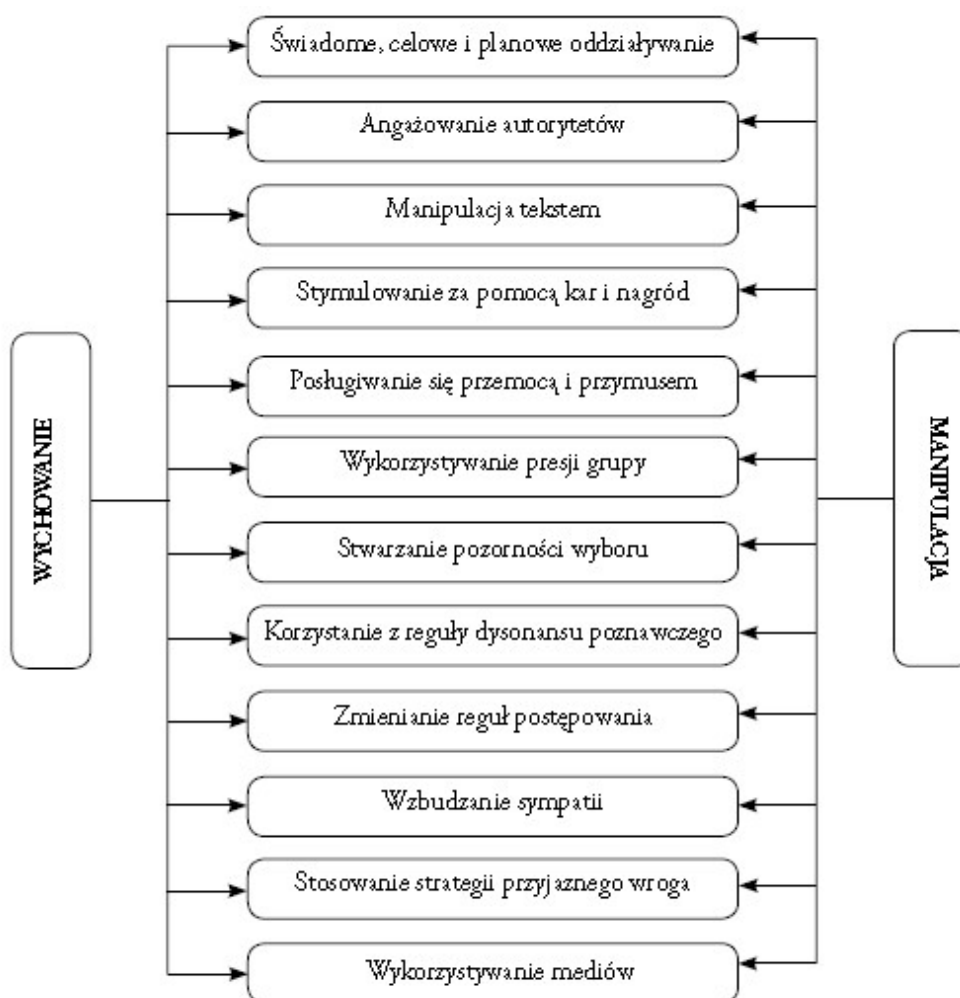 Świadome, celowe i planowe oddziaływanie
Angażowanie autorytetów
Manipulacja tekstem
Stymulowanie za pomocą kar i nagród
Posługiwanie się przemocą i przymusem
Wykorzystywanie presji grupy
Stwarzanie pozorności wyboru
Korzystanie z reguły dysonansu poznawczego
Zmienianie reguł postępowania
Wzbudzanie sympatii
Stosowanie strategii przyjaznego wroga
Wykorzystywanie mediów
WYCHOWANIE
MANIPULACJA